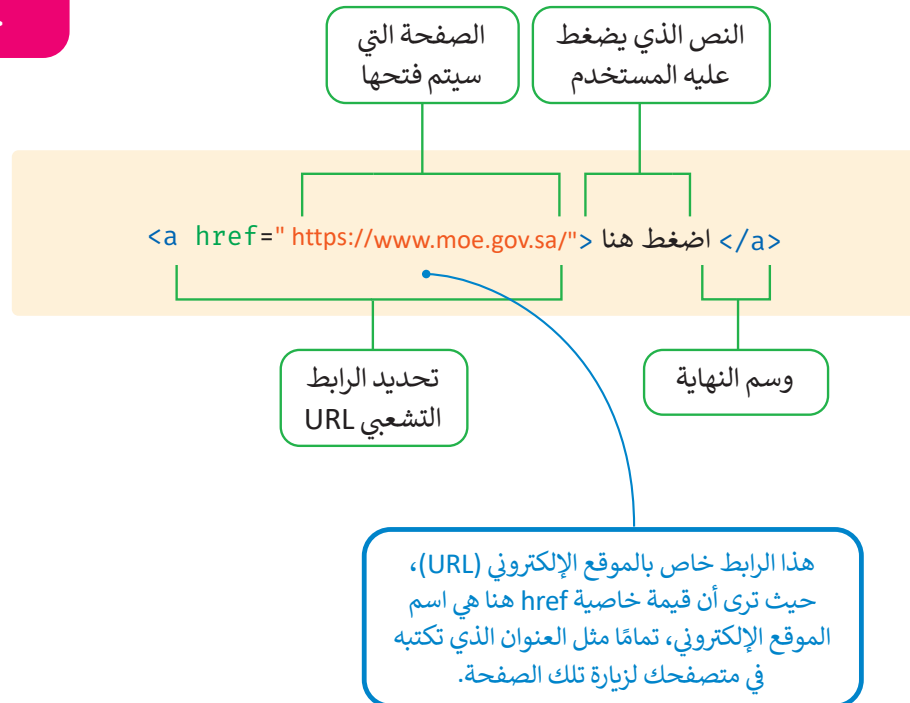 النص الذي يضغط
عليه المستخدم
الصفحة التي
سيتم فتحها
<a href=" https://www.moe.gov.sa/"> اضغط هنا </a>
وسم النهاية
تحديد الرابط
التشعبي URL
هذا الرابط خاص بالموقع الإلكتروني (URL)،
حيث ترى أن قيمة خاصية href هنا هي اسم
الموقع الإلكتروني، تمامًا مثل العنوان الذي تكتبه
في متصفحك لزيارة تلك الصفحة.